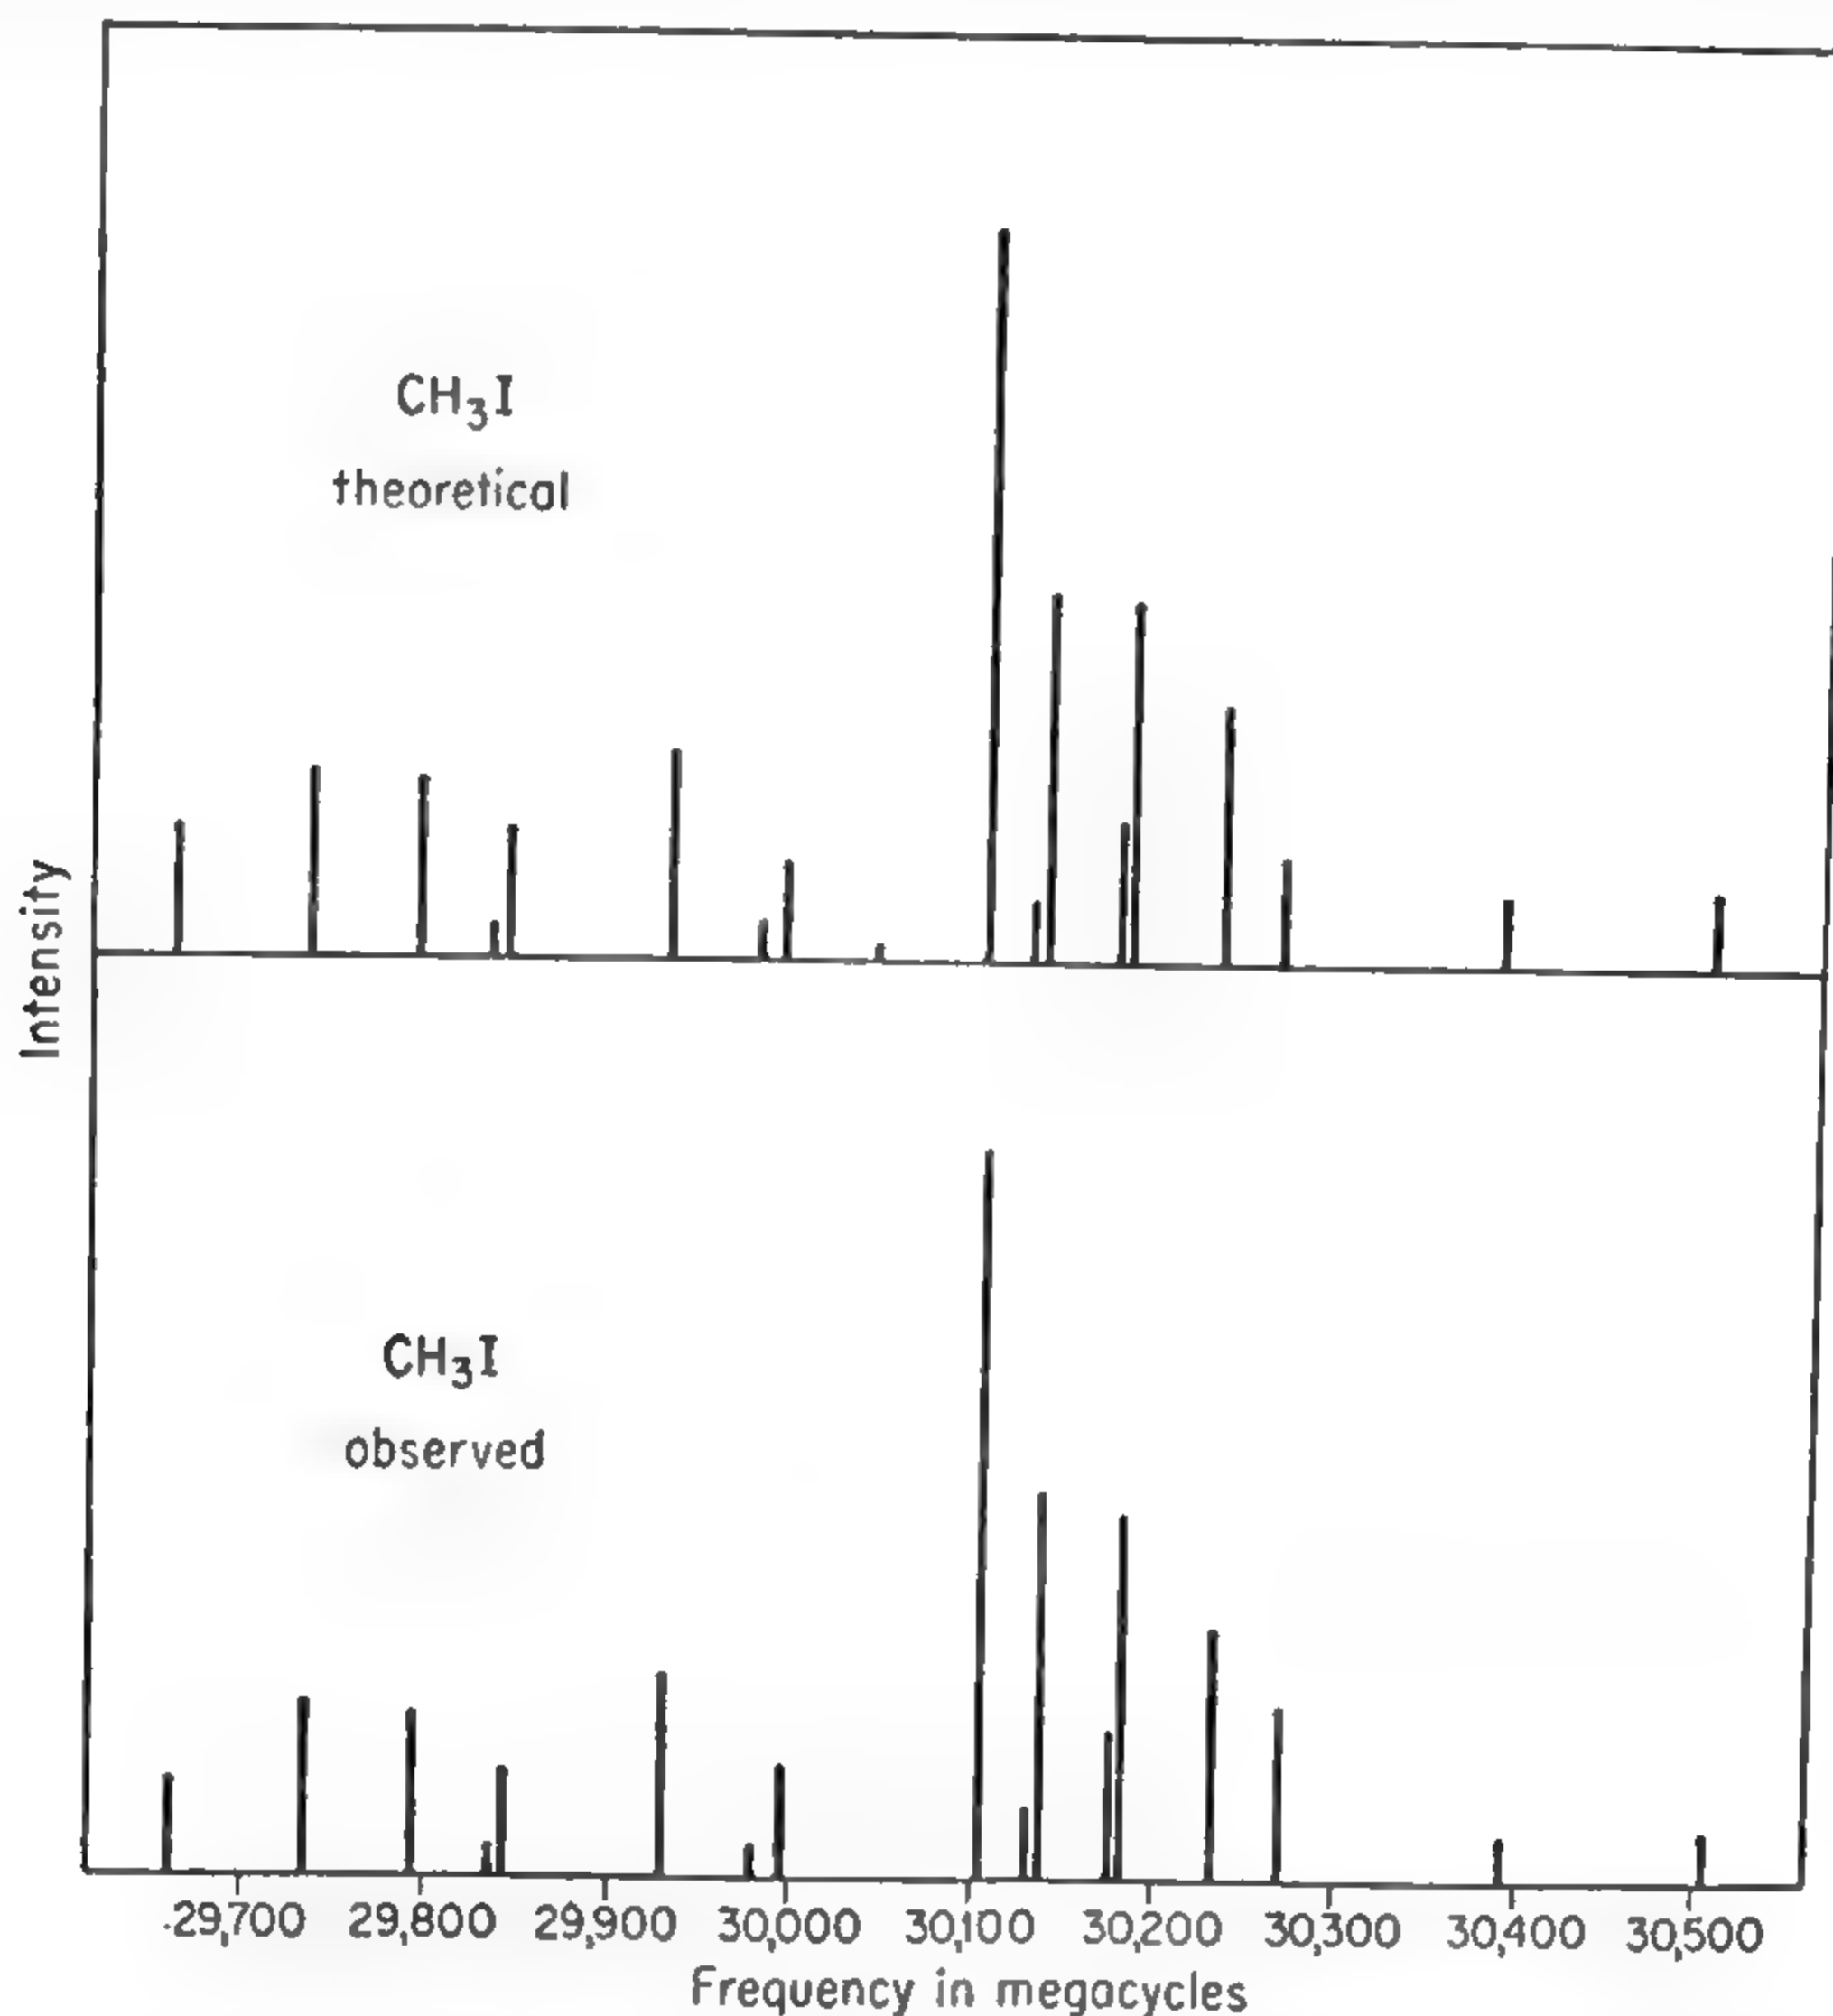 CH₃I
theoretical
Intensity
CH₃I
observed
29,700 29,800 29,900 30,000 30,100 30,200 30,300 30,400 30,500
Frequency in megacycles